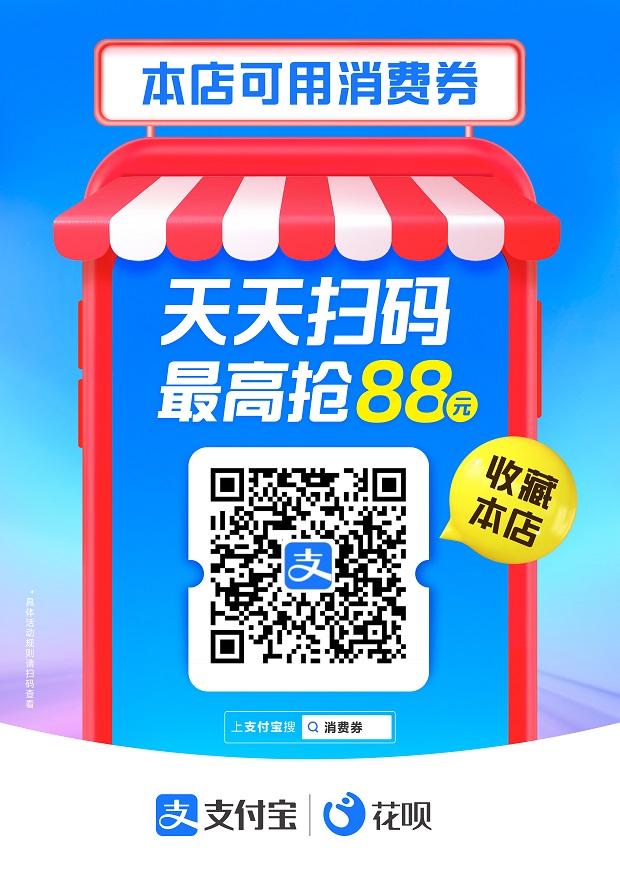 本店可用消费券
天天扫码
最高抢88元
收藏
本店
支
*具体活动规则请扫码查看
上支付宝搜 消费券
支 支付宝 花呗